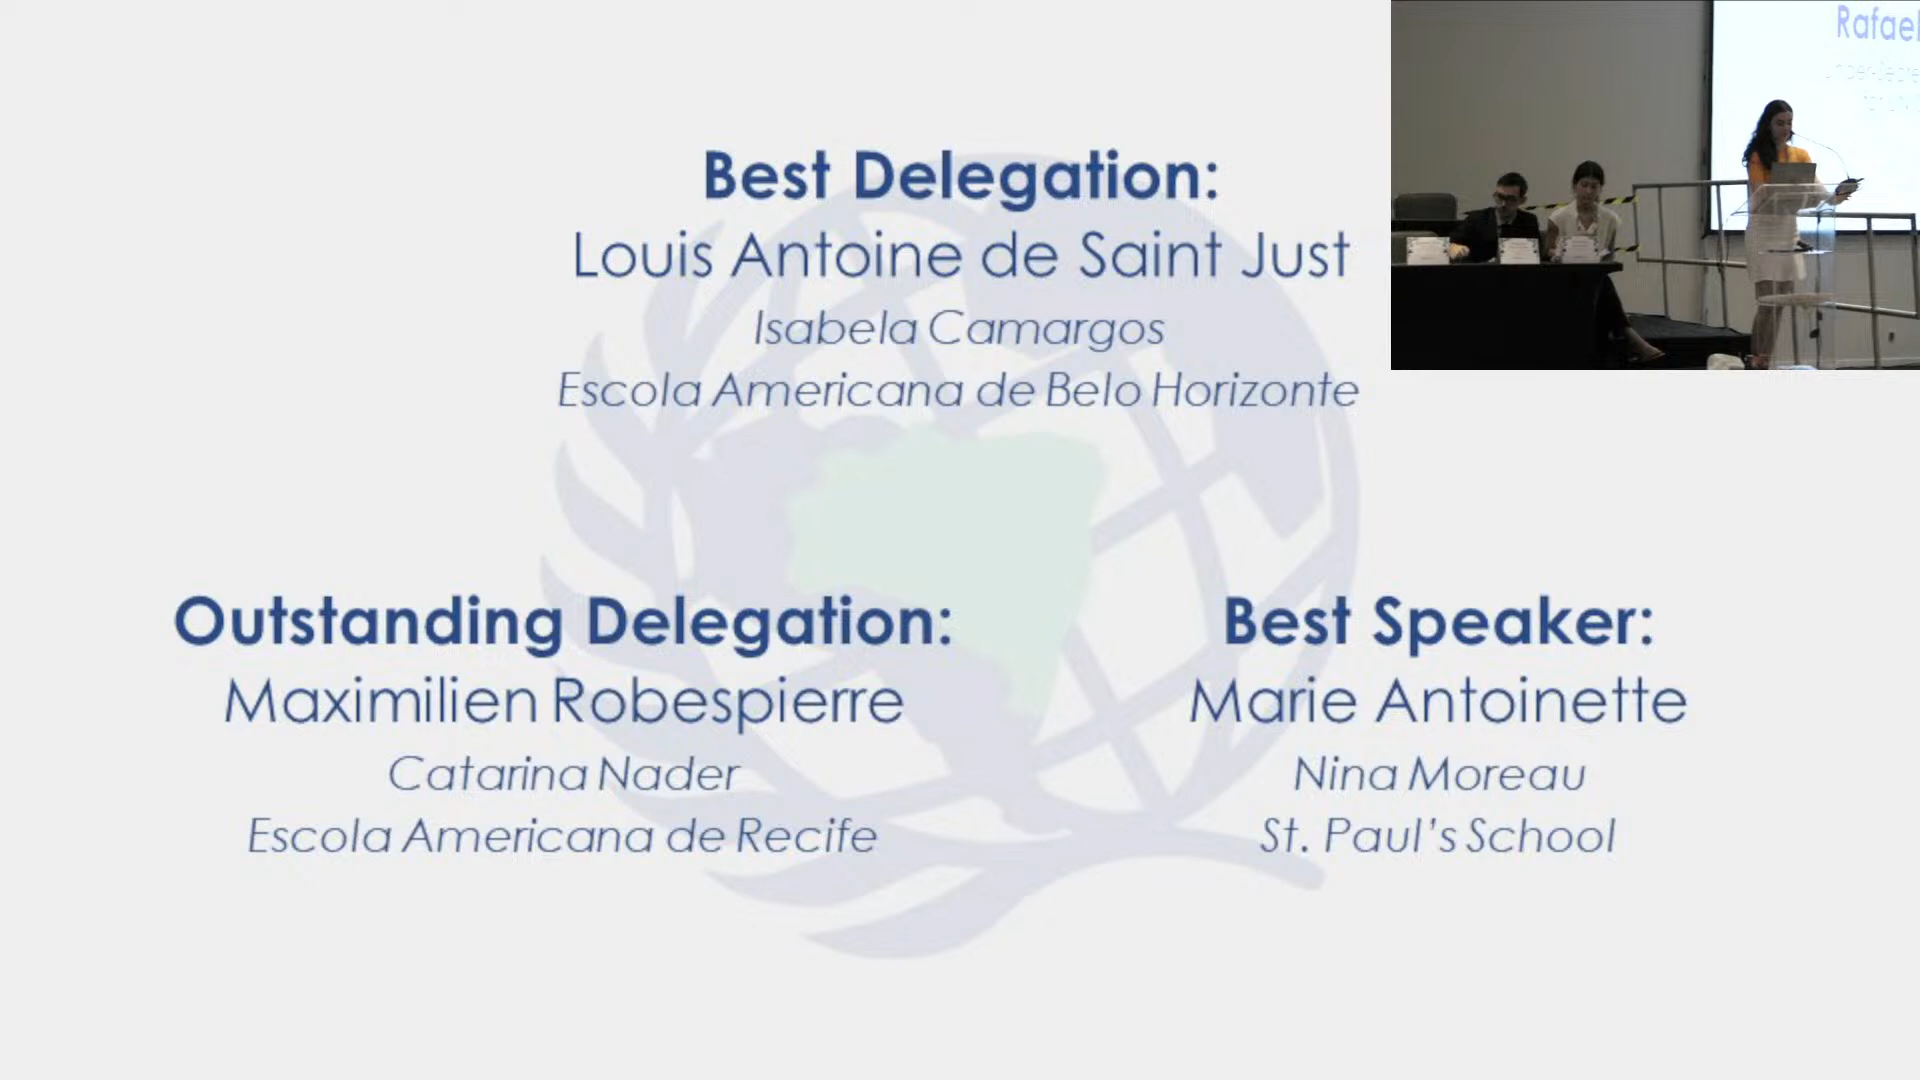 Best Delegation:
Louis Antoine de Saint Just
Isabela Camargos
Escola Americana de Belo Horizonte
Outstanding Delegation:
Maximilien Robespierre
Catarina Nader
Escola Americana de Recife
Best Speaker:
Marie Antoinette
Nina Moreau
St. Paul's School
Rafael